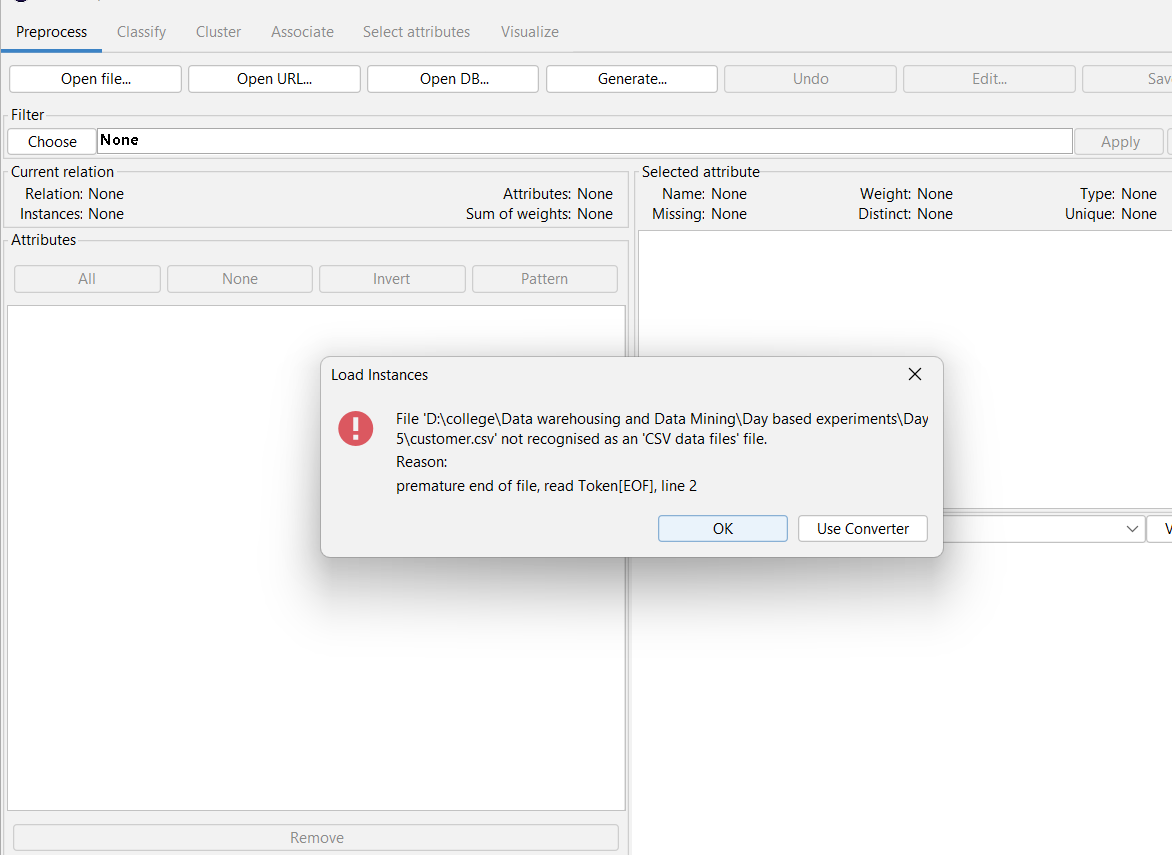 Preprocess Classify Cluster Associate Select attributes Visualize
Open file... Open URL... Open DB... Generate... Undo Edit... Sav
Filter
Choose None Apply
Current relation
Relation: None Attributes: None
Instances: None Sum of weights: None
Selected attribute
Name: None Weight: None Type: None
Missing: None Distinct: None Unique: None
Attributes
All None Invert Pattern
Load Instances
File 'D:\college\Data warehousing and Data Mining\Day based experiments\Day
5\customer.csv' not recognised as an 'CSV data files' file.
Reason:
premature end of file, read Token[EOF], line 2
OK Use Converter
Remove